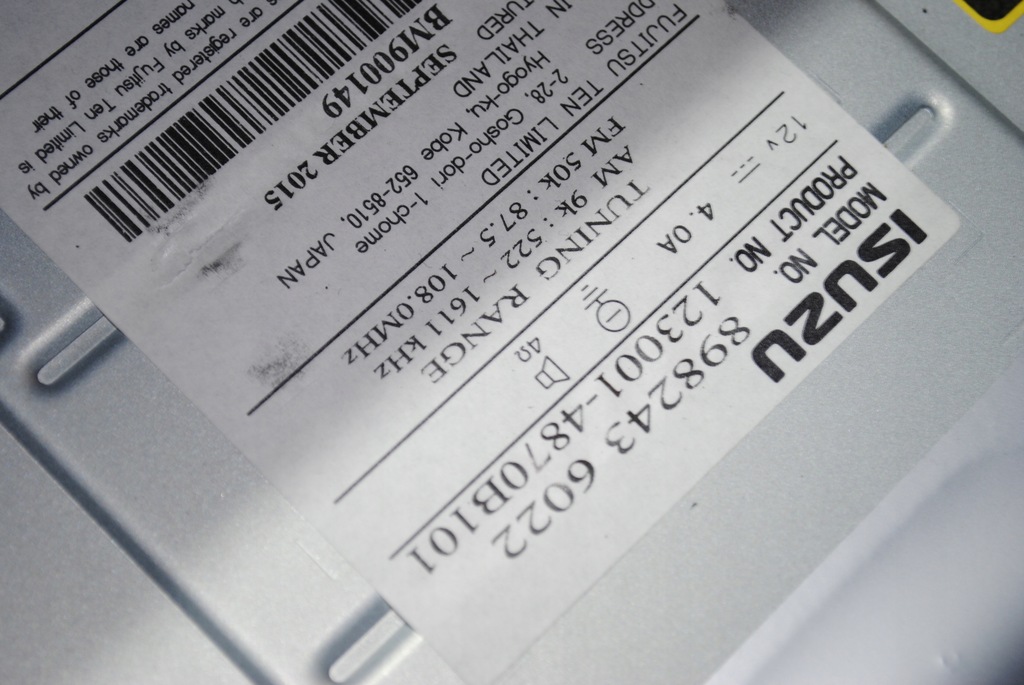 ISUZU
MODEL NO. 898243 6022
PRODUCT NO. 123001-4870B101
12V 4.0A 4Ω
TUNING RANGE
AM 9k : 522 ~ 1611 kHz
FM 50k : 87.5 ~ 108.0MHz
FUJITSU TEN LIMITED
DDRESS 2-28, Gosho-dori 1-chome
Hyogo-ku, Kobe 652-8510, JAPAN
TURED IN THAILAND
SEPTEMBER 2015
BM900149
are registered trademarks owned by
marks by Fujitsu Ten Limited is
names are those of their